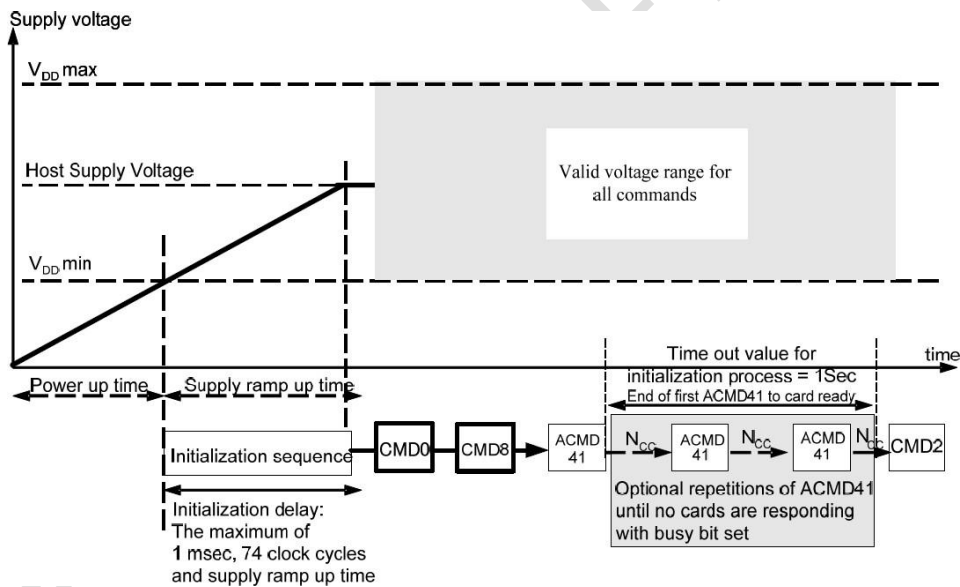 Supply voltage
V_DD max
Host Supply Voltage
Valid voltage range for
all commands
V_DD min
time
Power up time
Supply ramp up time
Time out value for
initialization process = 1Sec
End of first ACMD41 to card ready
Initialization sequence
CMD0
CMD8
ACMD
41
N_CC
ACMD
41
N_CC
ACMD
41
N_CC
CMD2
Optional repetitions of ACMD41
until no cards are responding
with busy bit set
Initialization delay:
The maximum of
1 msec, 74 clock cycles
and supply ramp up time